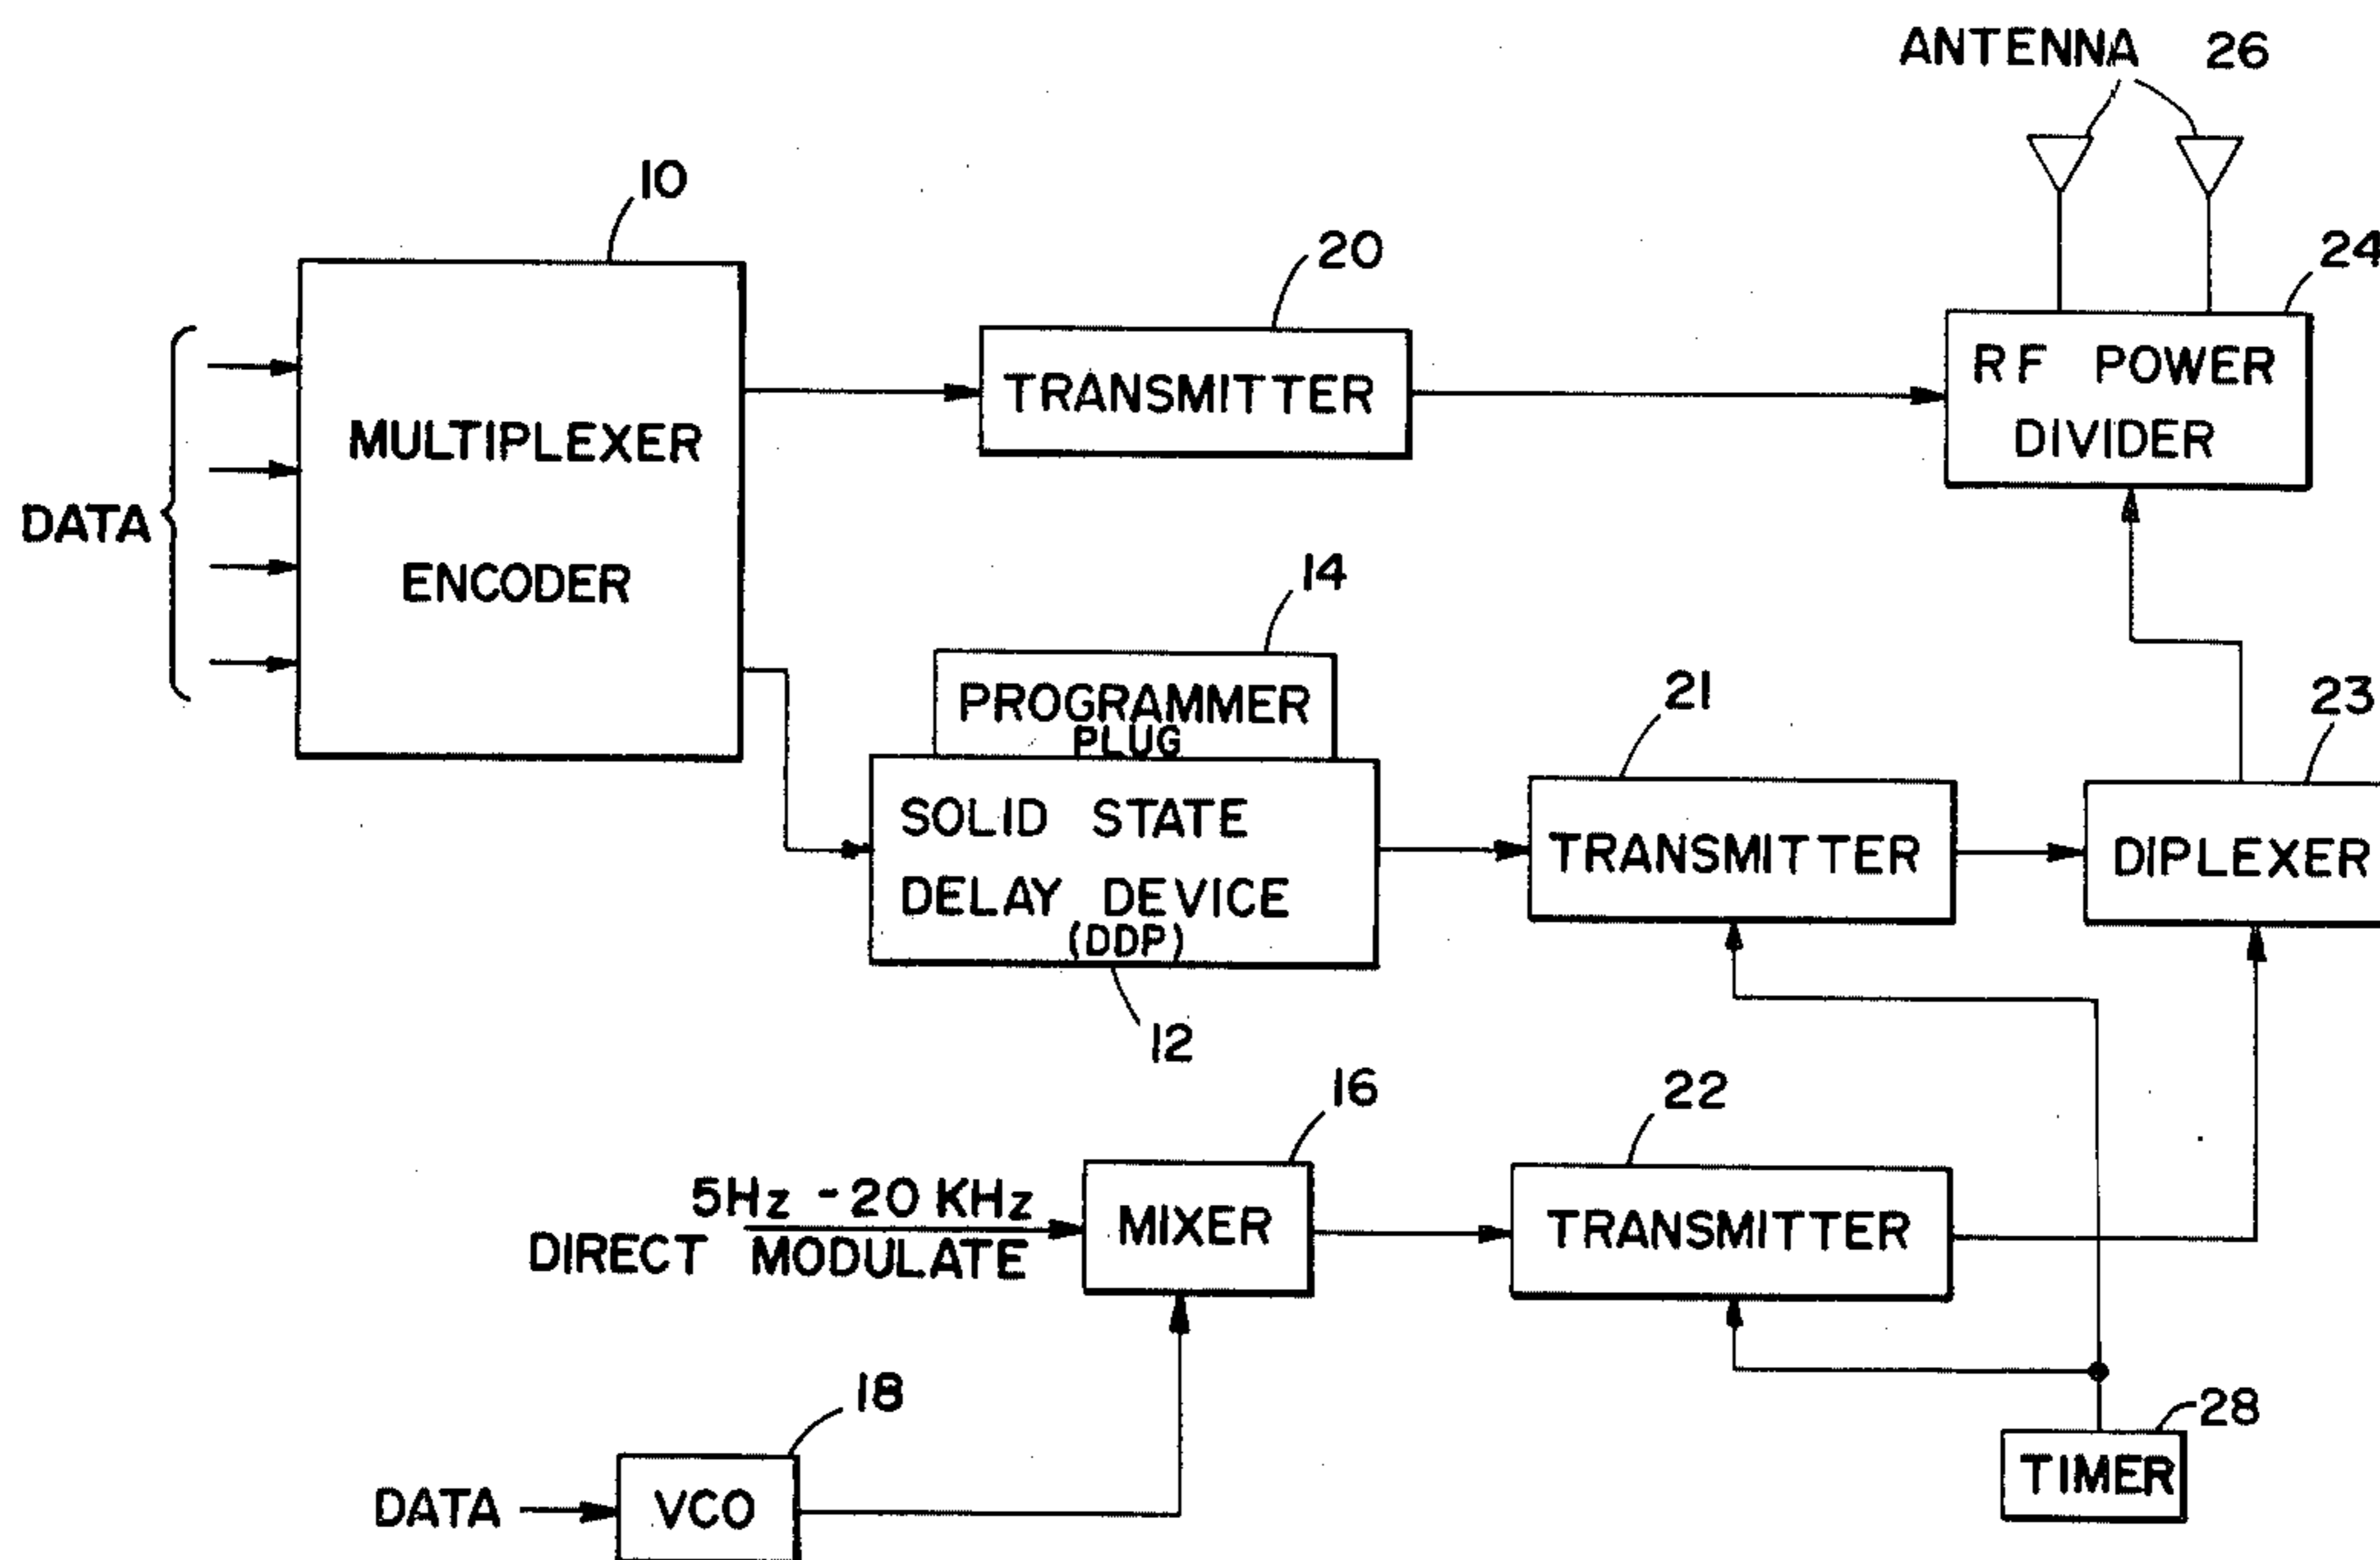 ANTENNA 26
10
20
24
TRANSMITTER
RF POWER
DIVIDER
MULTIPLEXER
ENCODER
DATA
14
PROGRAMMER
PLUG
21
23
SOLID STATE
DELAY DEVICE
(DDP)
TRANSMITTER
DIPLEXER
12
16
22
5Hz - 20 KHz
DIRECT MODULATE
MIXER
TRANSMITTER
18
28
DATA
VCO
TIMER